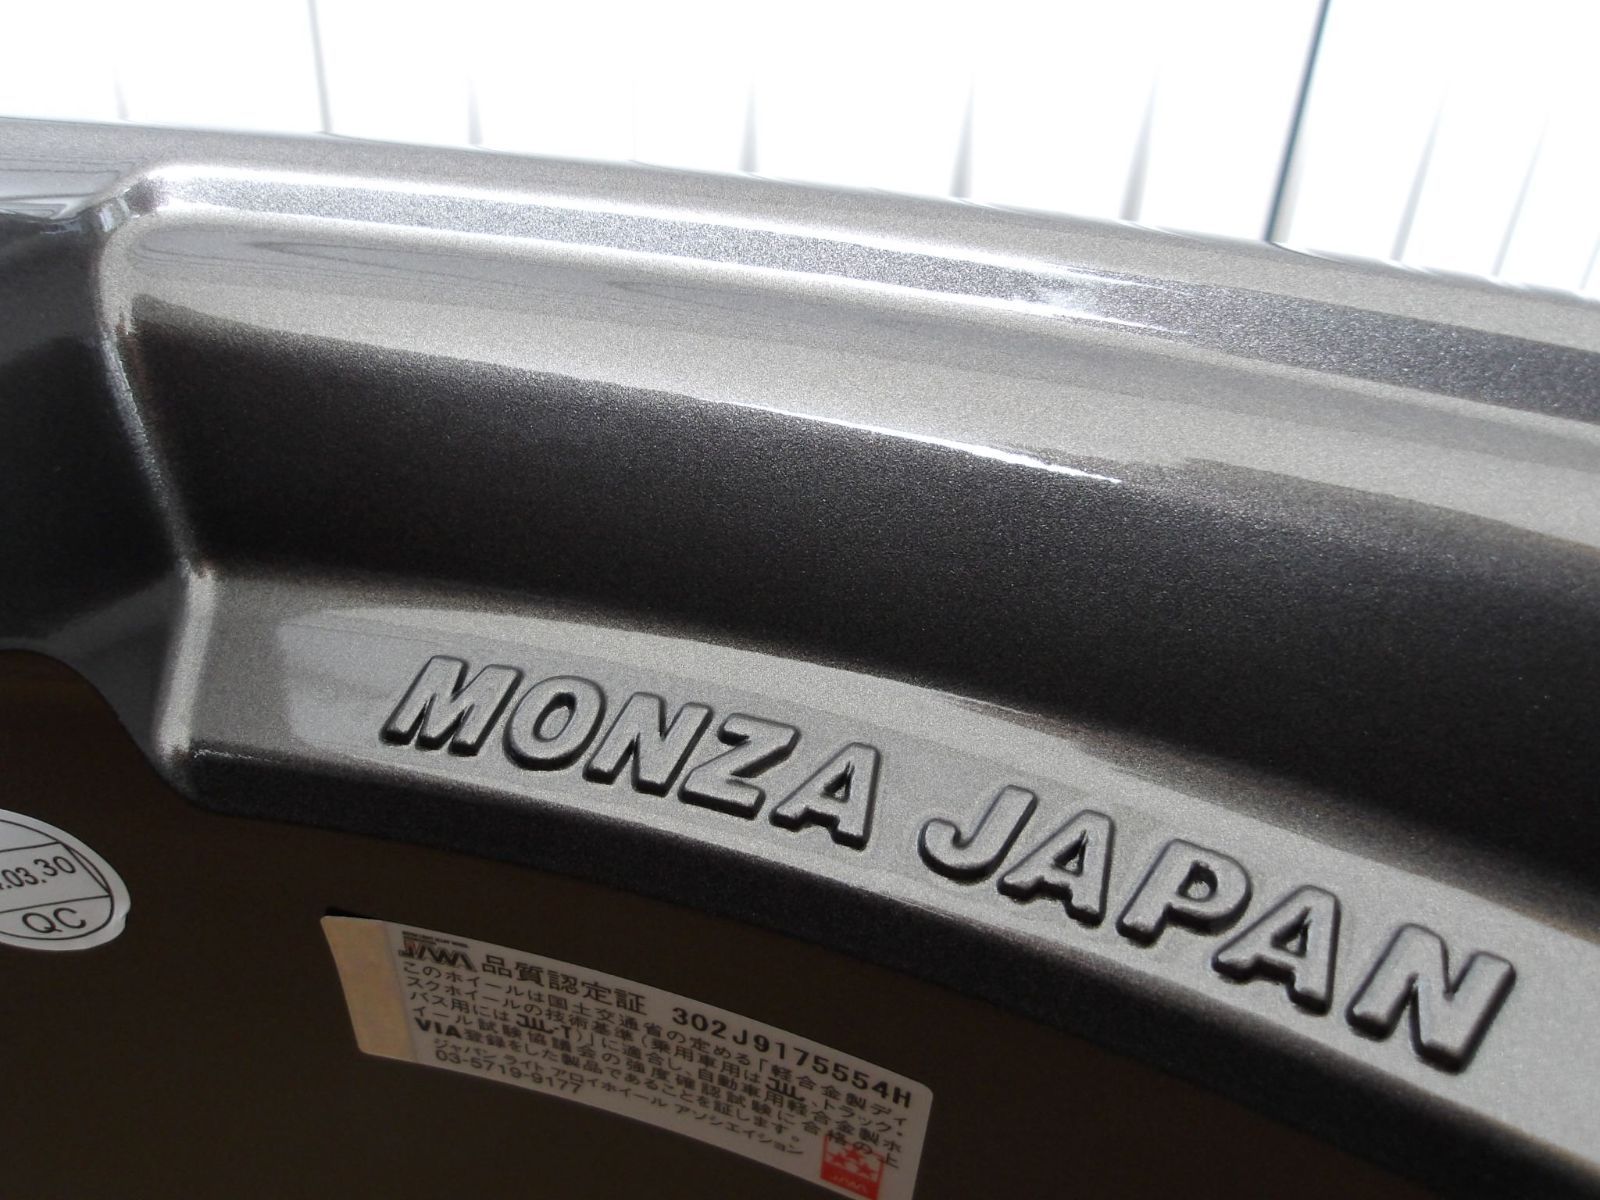 MONZA JAPAN
.03.30
QC
JAWA 品質認定証 302J9175554H
このホイールは国土交通省の定める「軽合金製ディ
スクホイールの技術基準（乗用車用はJWL、トラック・
バス用にはJWL-T）」に適合し、自動車用軽合金製ホ
イール試験協議会の強度確認試験に合格の上
VIA登録をした製品であることを証します。
ジャパン ライト アロイホイール アソシエイション
03-5719-9177
JAWA